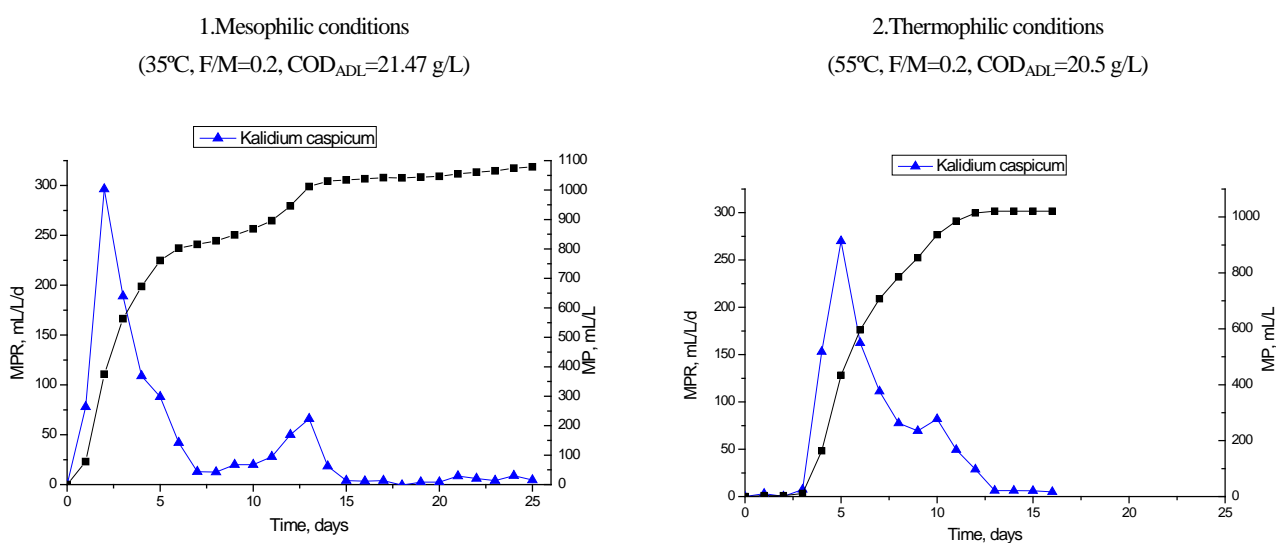 1.Mesophilic conditions
(35ºC, F/M=0.2, CODADL=21.47 g/L)
Kalidium caspicum
300
250
200
150
100
50
0
MPR, mL/L/d
1100
1000
900
800
700
600
500
400
300
200
100
0
MP, mL/L
0 5 10 15 20 25
Time, days
2.Thermophilic conditions
(55ºC, F/M=0.2, CODADL=20.5 g/L)
Kalidium caspicum
300
250
200
150
100
50
0
MPR, mL/L/d
1000
800
600
400
200
0
MP, mL/L
0 5 10 15 20 25
Time, days